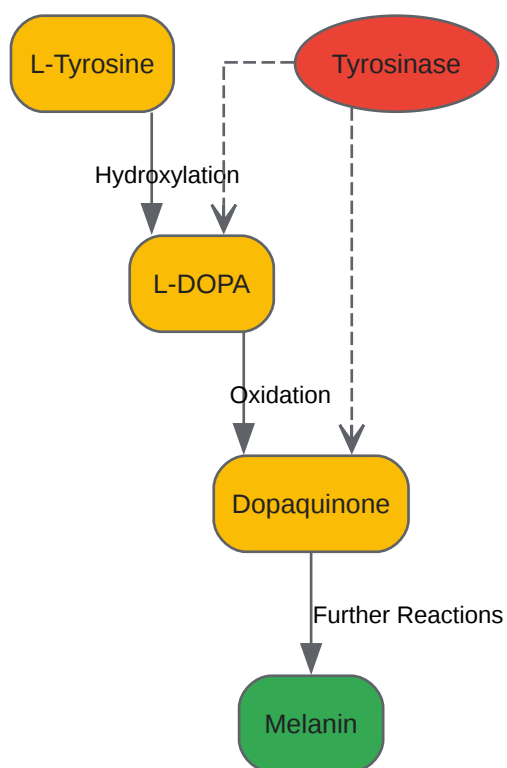 L-Tyrosine
Tyrosinase
Hydroxylation
L-DOPA
Oxidation
Dopaquinone
Further Reactions
Melanin